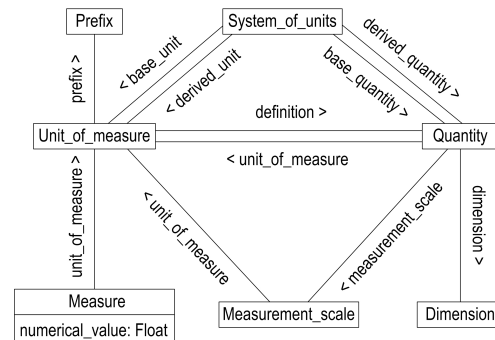 Prefix
System_of_units
prefix >
< base_unit
< derived_unit
base_quantity >
derived_quantity >
definition >
Unit_of_measure
Quantity
< unit_of_measure
unit_of_measure >
< unit_of_measure
< measurement_scale
dimension >
Measure
numerical_value: Float
Measurement_scale
Dimension